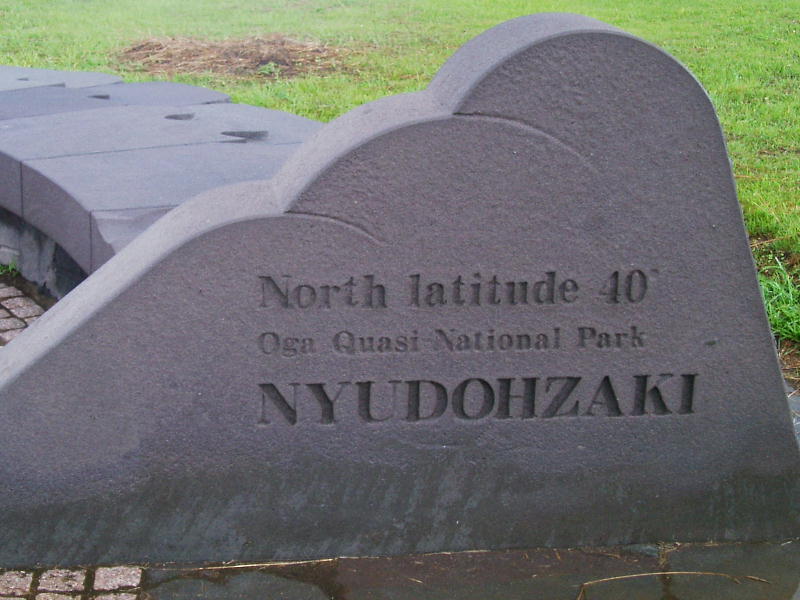 North latitude 40°
Oga Quasi-National Park
NYUDOHZAKI